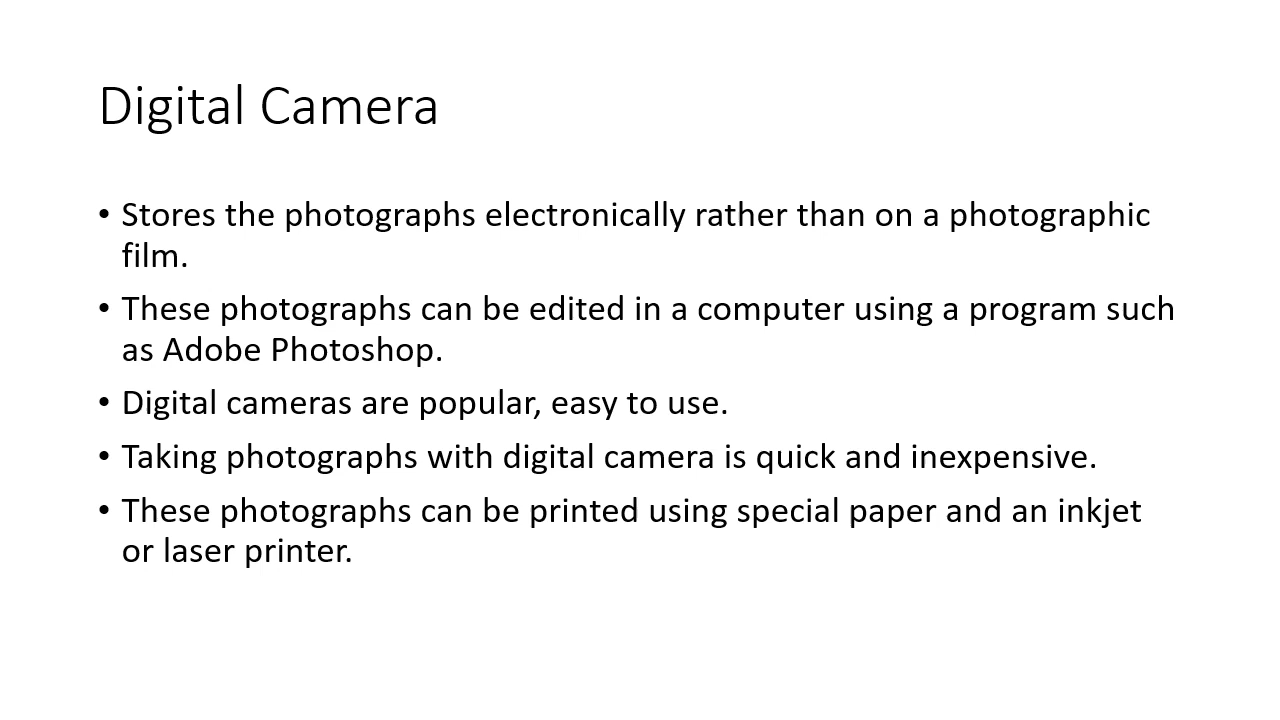 Digital Camera
• Stores the photographs electronically rather than on a photographic
film.
• These photographs can be edited in a computer using a program such
as Adobe Photoshop.
• Digital cameras are popular, easy to use.
• Taking photographs with digital camera is quick and inexpensive.
• These photographs can be printed using special paper and an inkjet
or laser printer.